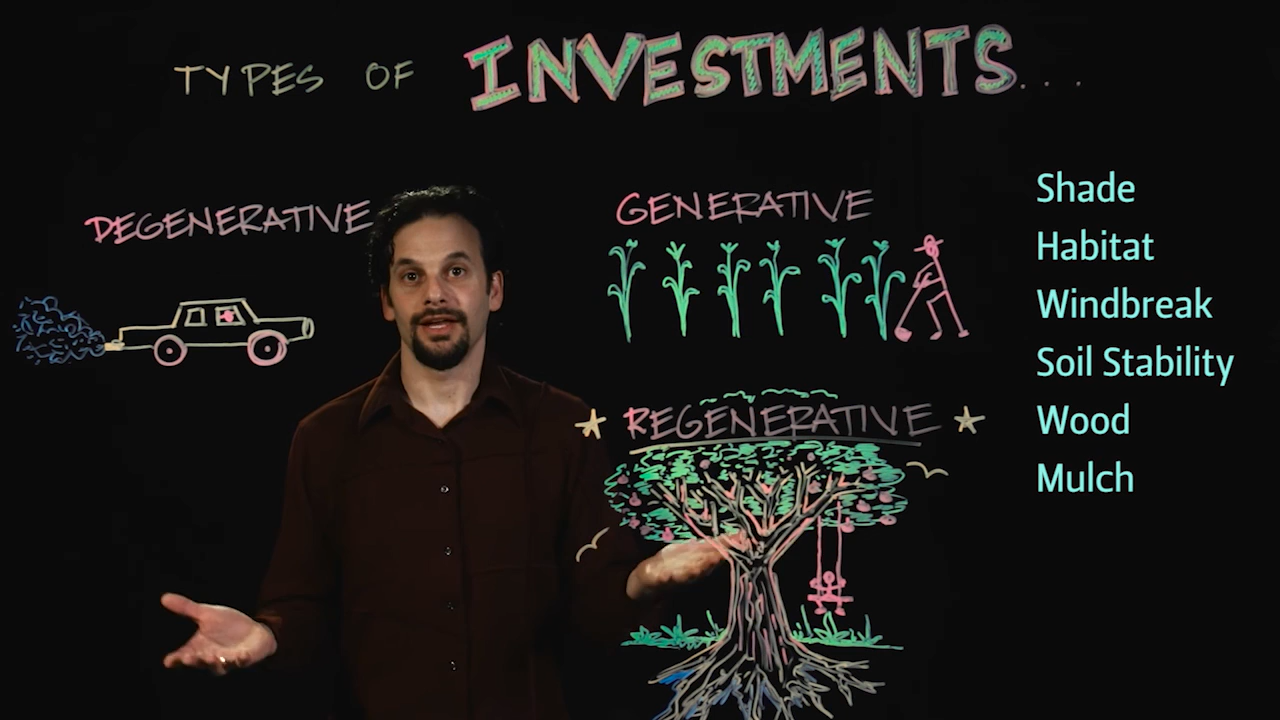 TYPES OF INVESTMENTS...
DEGENERATIVE
GENERATIVE
REGENERATIVE
Shade
Habitat
Windbreak
Soil Stability
Wood
Mulch